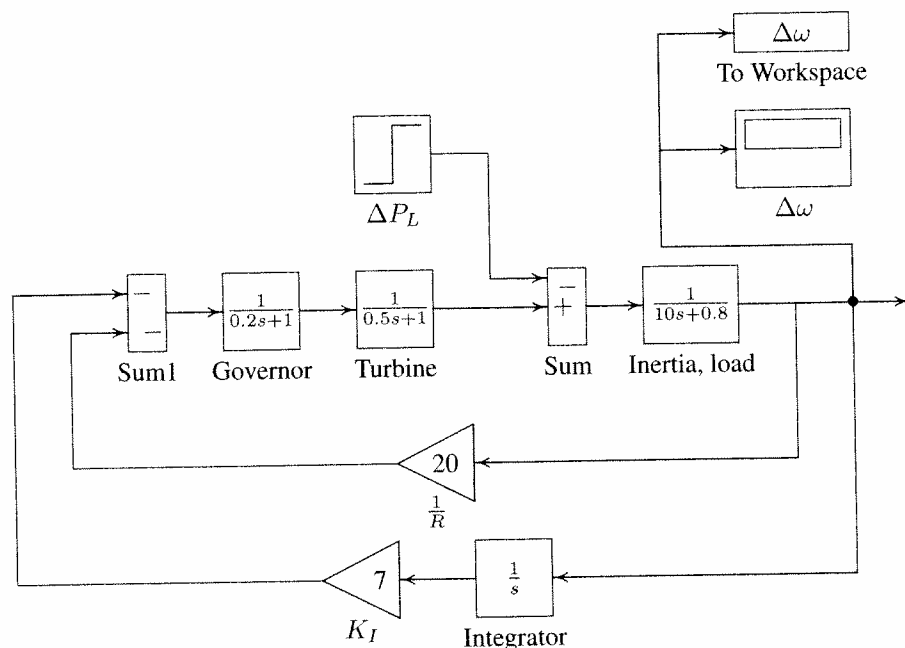 Δω
To Workspace
Δω
ΔP_L
−
−
Sum1
1
0.2s+1
Governor
1
0.5s+1
Turbine
−
+
Sum
1
10s+0.8
Inertia, load
20
1
R
7
K_I
1
s
Integrator